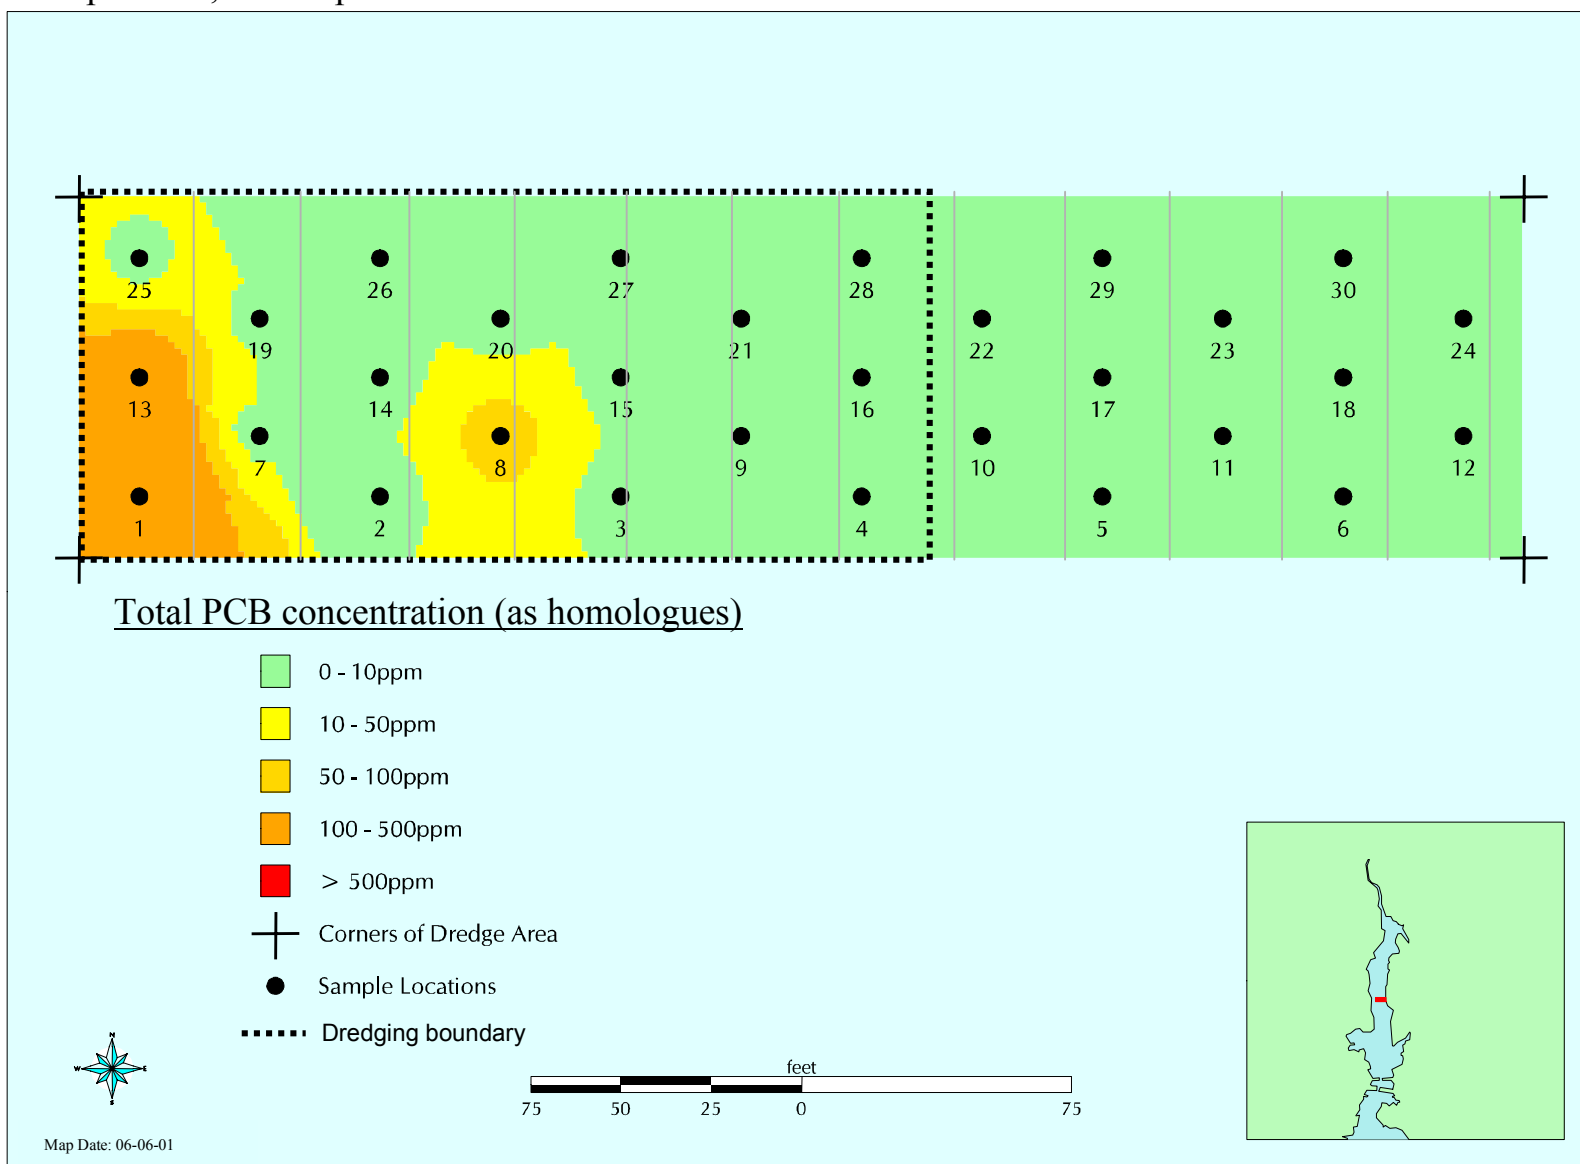 25 26 27 28 29 30
19 20 21 22 23 24
13 14 15 16 17 18
7 8 9 10 11 12
1 2 3 4 5 6
Total PCB concentration (as homologues)
0 - 10ppm
10 - 50ppm
50 - 100ppm
100 - 500ppm
> 500ppm
Corners of Dredge Area
Sample Locations
Dredging boundary
N
W E
S
feet
75 50 25 0 75
Map Date: 06-06-01